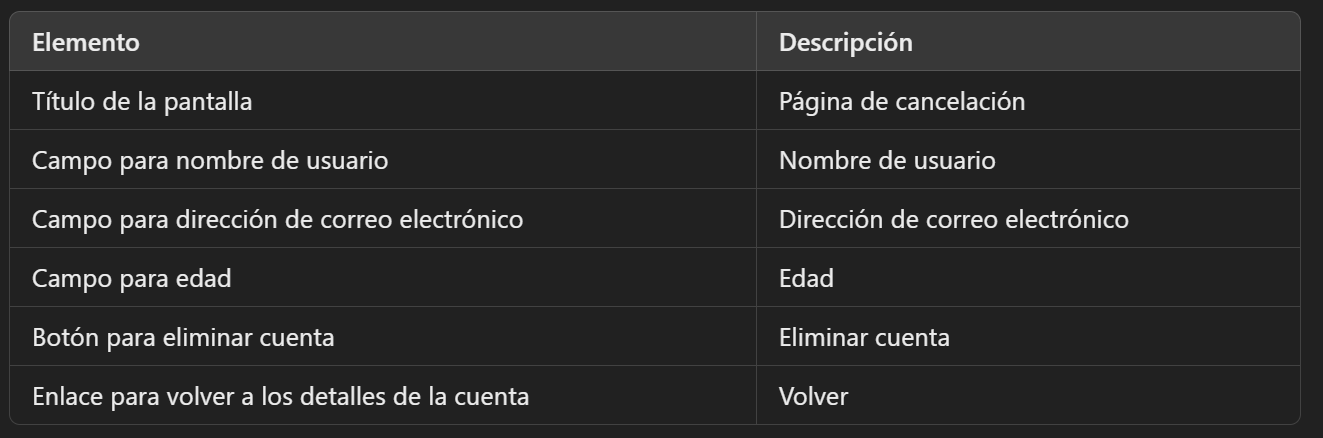 Elemento Descripción
Título de la pantalla Página de cancelación
Campo para nombre de usuario Nombre de usuario
Campo para dirección de correo electrónico Dirección de correo electrónico
Campo para edad Edad
Botón para eliminar cuenta Eliminar cuenta
Enlace para volver a los detalles de la cuenta Volver